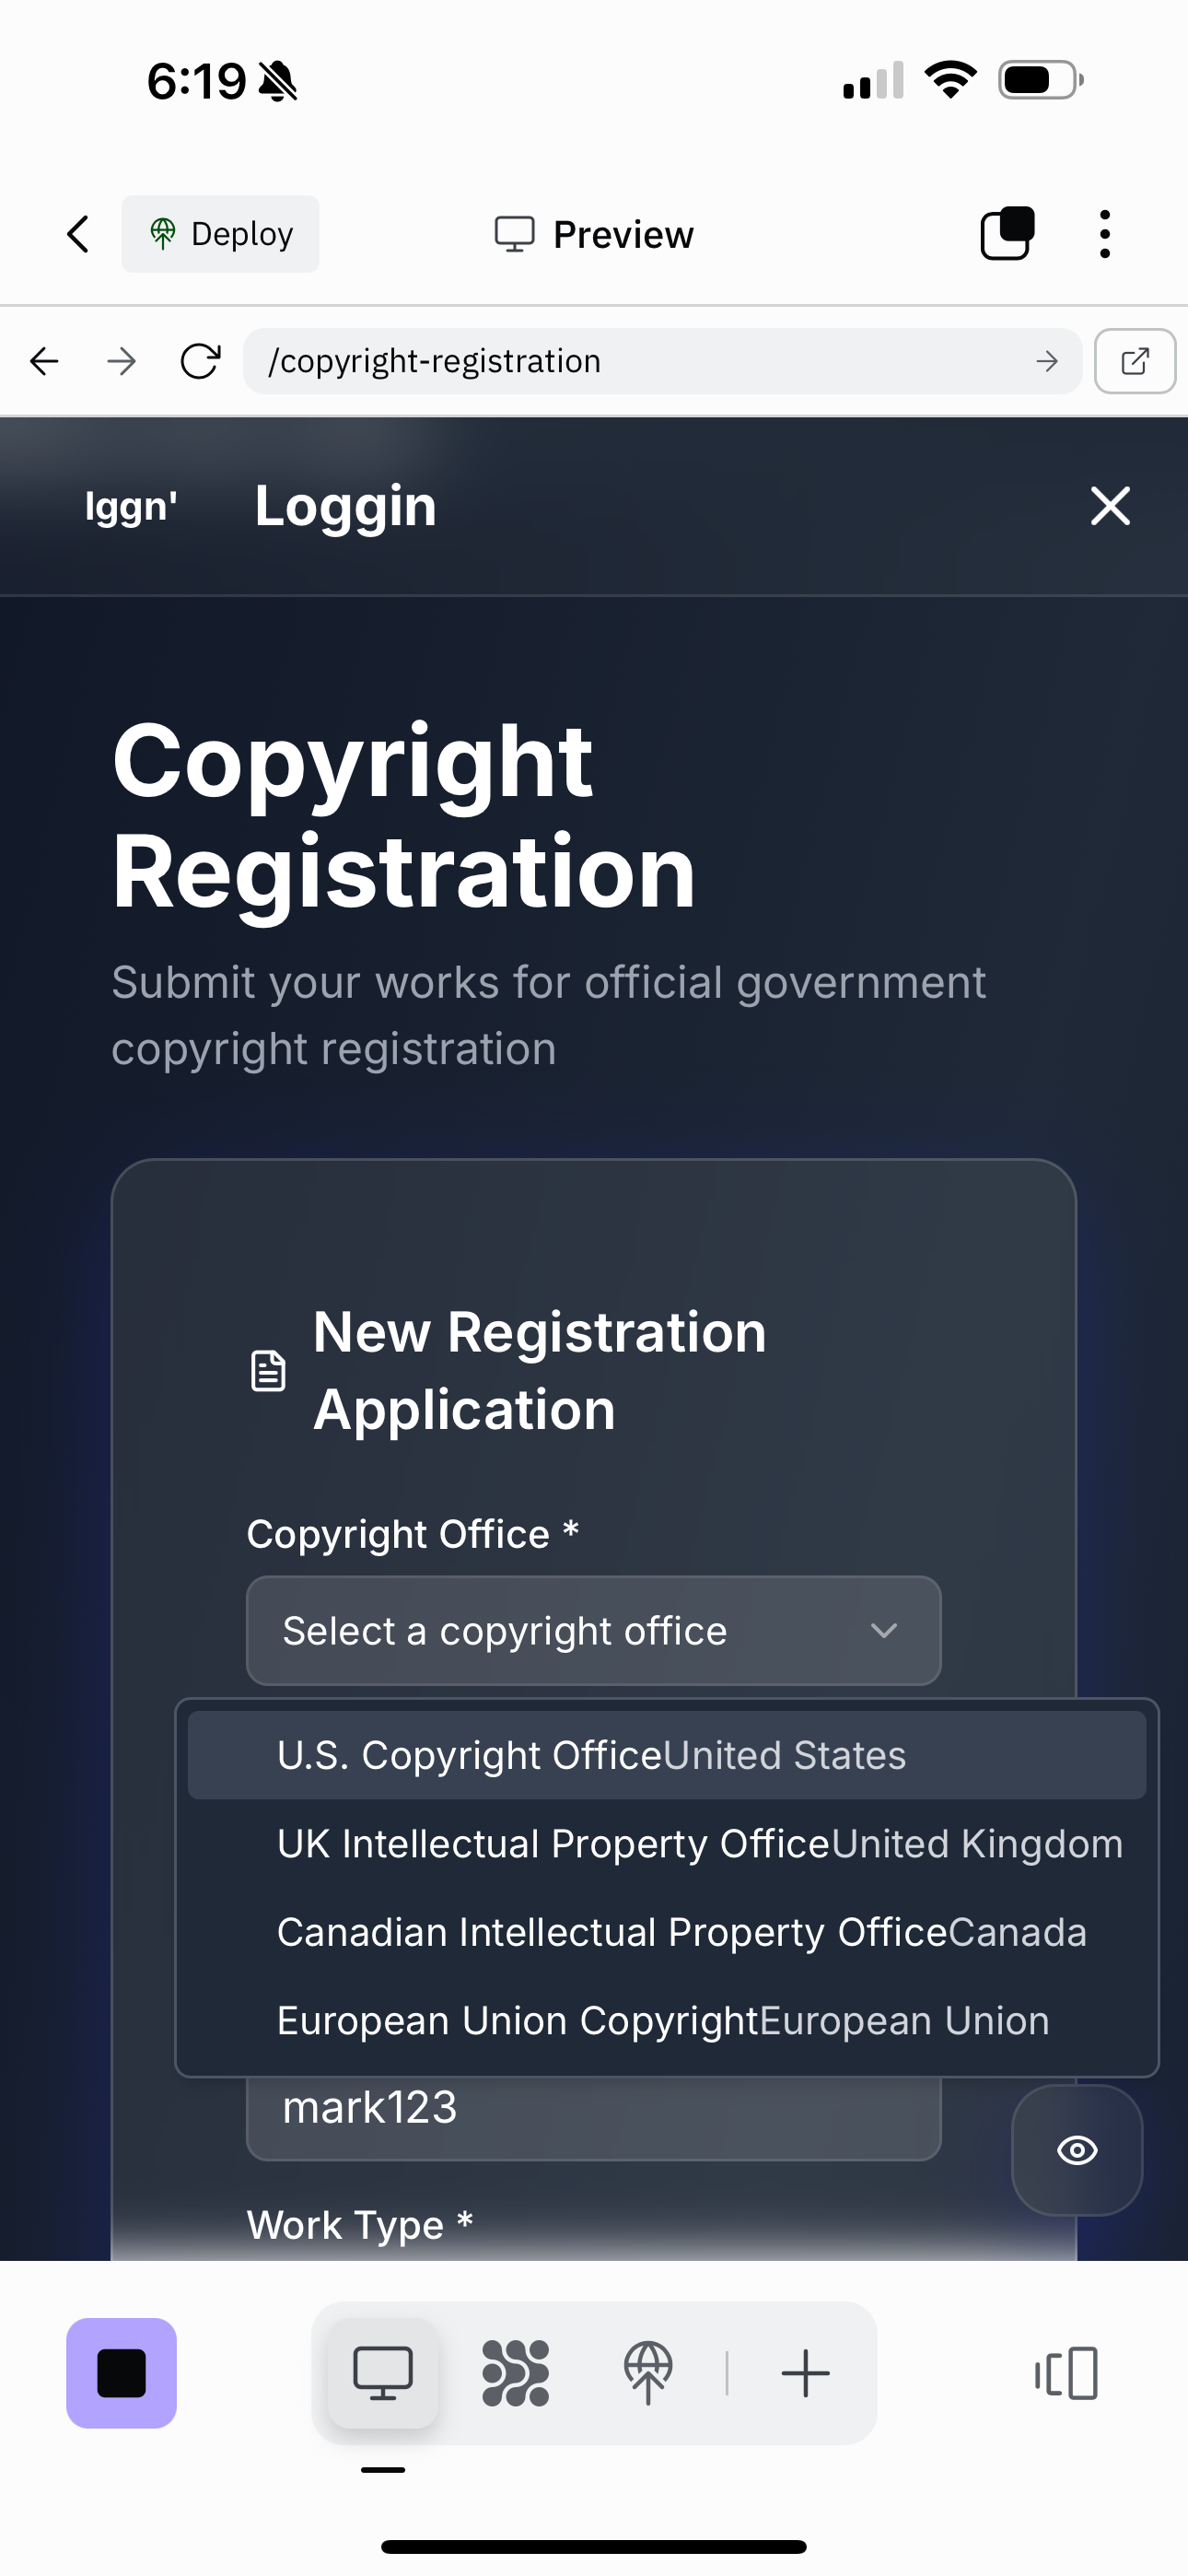 6:19
Deploy
Preview
/copyright-registration
lggn' Loggin
Copyright
Registration
Submit your works for official government
copyright registration
New Registration
Application
Copyright Office *
Select a copyright office
U.S. Copyright OfficeUnited States
UK Intellectual Property OfficeUnited Kingdom
Canadian Intellectual Property OfficeCanada
European Union CopyrightEuropean Union
mark123
Work Type *